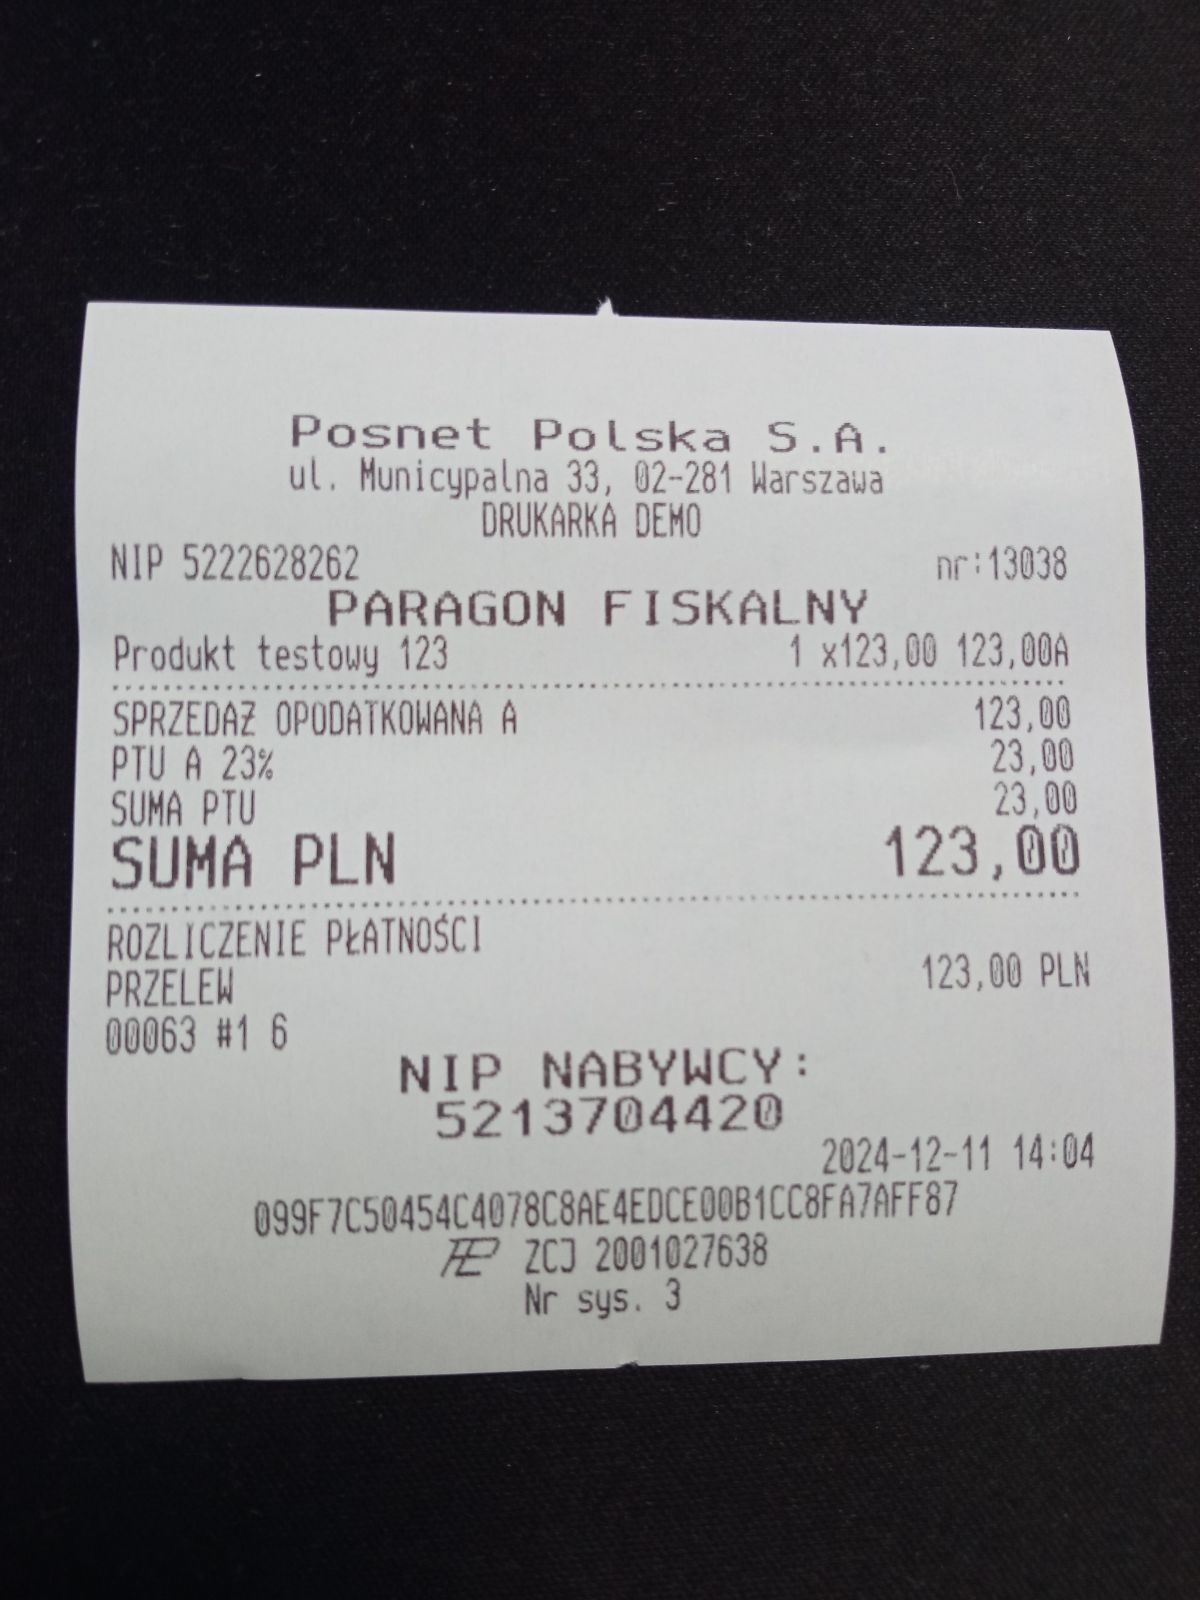 Posnet Polska S.A.
ul. Municypalna 33, 02-281 Warszawa
DRUKARKA DEMO
NIP 5222628262 nr:13038
PARAGON FISKALNY
Produkt testowy 123 1 x123,00 123,00A
SPRZEDAŻ OPODATKOWANA A 123,00
PTU A 23% 23,00
SUMA PTU 23,00
SUMA PLN 123,00
ROZLICZENIE PŁATNOŚCI
PRZELEW 123,00 PLN
00063 #1 6
NIP NABYWCY:
5213704420
2024-12-11 14:04
099F7C50454C4078C8AE4EDCE00B1CC8FA7AFF87
ZCJ 2001027638
Nr sys. 3